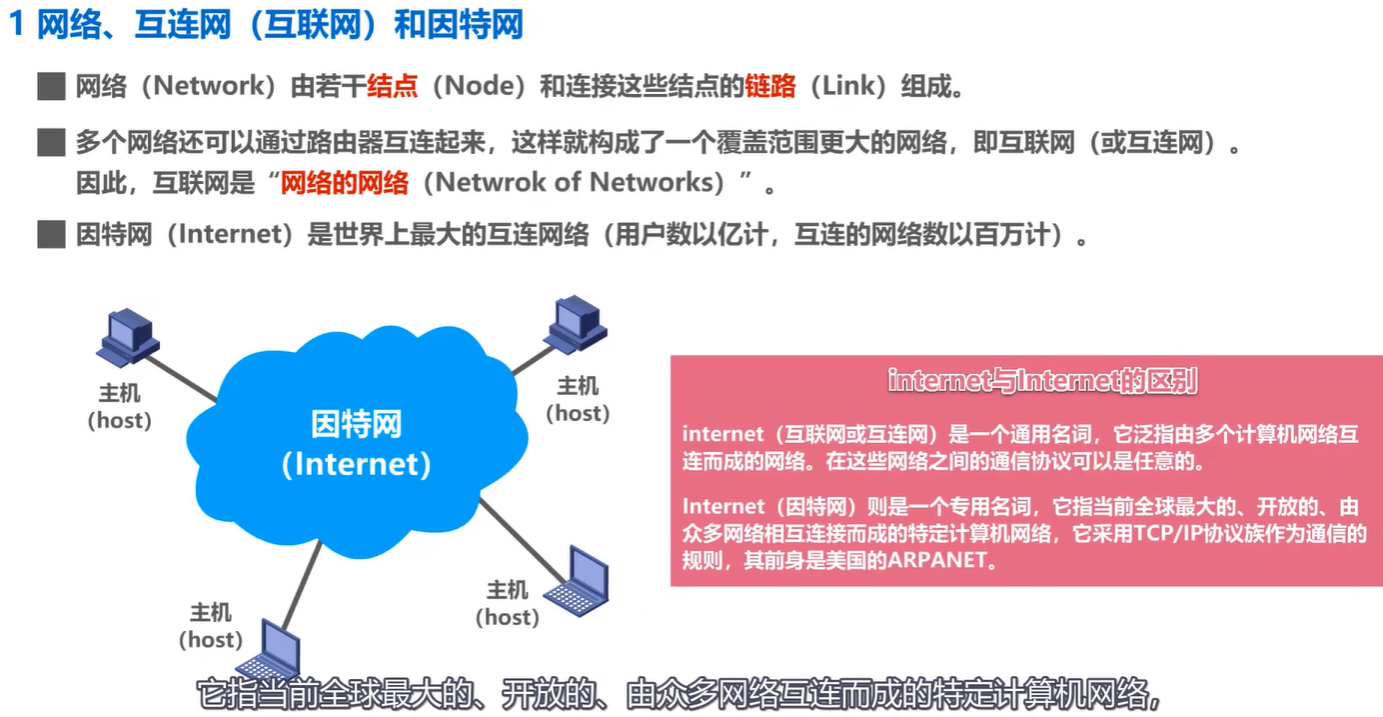 1 网络、互连网（互联网）和因特网
网络（Network）由若干结点（Node）和连接这些结点的链路（Link）组成。
多个网络还可以通过路由器互连起来，这样就构成了一个覆盖范围更大的网络，即互联网（或互连网）。
因此，互联网是“网络的网络（Netwrok of Networks）”。
因特网（Internet）是世界上最大的互连网络（用户数以亿计，互连的网络数以百万计）。
主机
（host）
主机
（host）
因特网
（Internet）
主机
（host）
主机
（host）
internet与Internet的区别
internet（互联网或互连网）是一个通用名词，它泛指由多个计算机网络互
连而成的网络。在这些网络之间的通信协议可以是任意的。
Internet（因特网）则是一个专用名词，它指当前全球最大的、开放的、由
众多网络相互连接而成的特定计算机网络，它采用TCP/IP协议族作为通信的
规则，其前身是美国的ARPANET。
它指当前全球最大的、开放的、由众多网络互连而成的特定计算机网络，